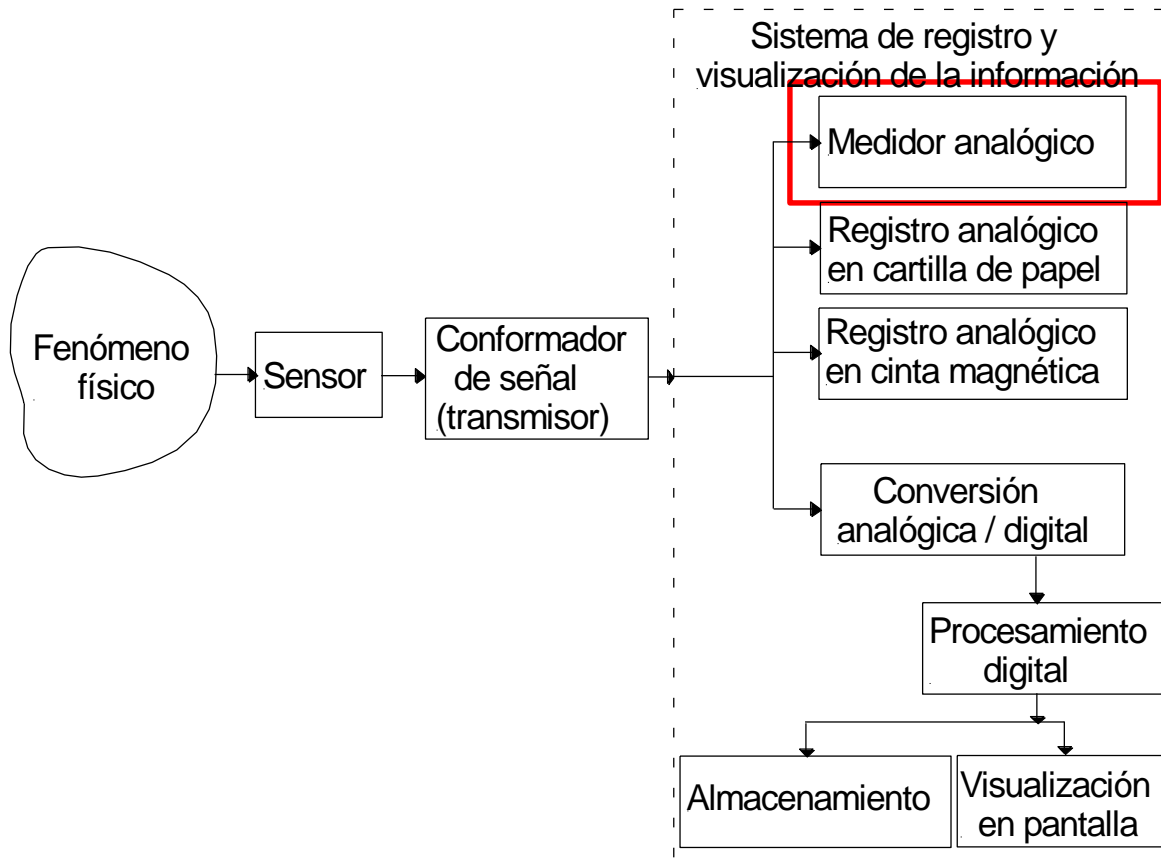 Sistema de registro y
visualización de la información
Medidor analógico
Registro analógico
en cartilla de papel
Registro analógico
en cinta magnética
Fenómeno
físico
Sensor
Conformador
de señal
(transmisor)
Conversión
analógica / digital
Procesamiento
digital
Almacenamiento
Visualización
en pantalla